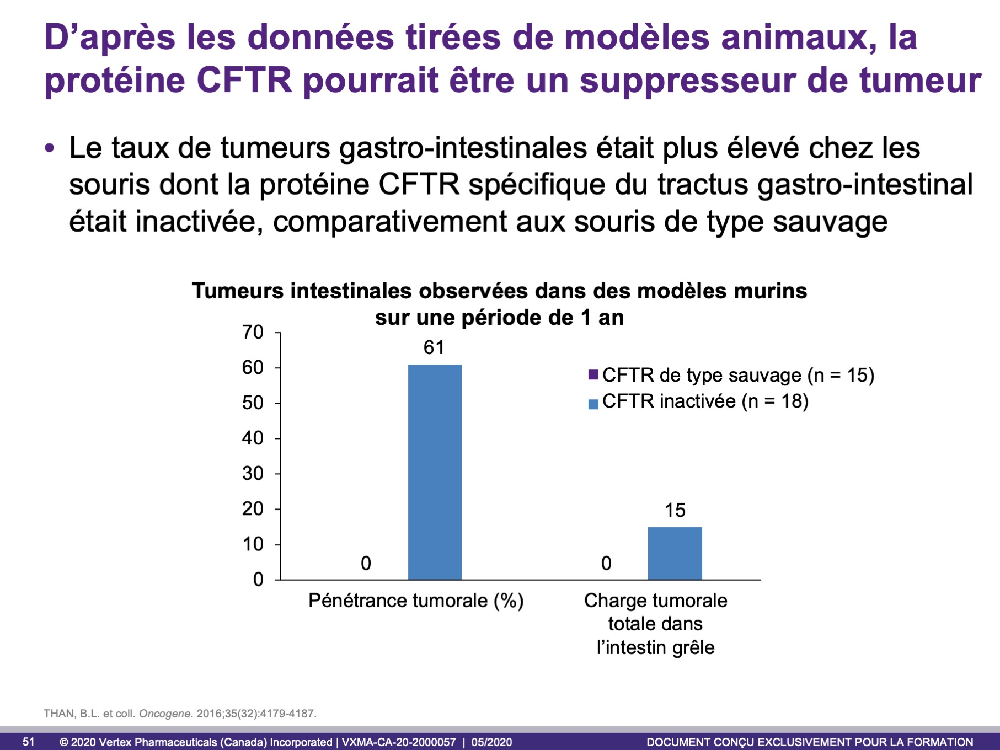 D’après les données tirées de modèles animaux, la
protéine CFTR pourrait être un suppresseur de tumeur
• Le taux de tumeurs gastro-intestinales était plus élevé chez les
souris dont la protéine CFTR spécifique du tractus gastro-intestinal
était inactivée, comparativement aux souris de type sauvage
Tumeurs intestinales observées dans des modèles murins
sur une période de 1 an
70
60
50
40
30
20
10
0
0
61
0
15
CFTR de type sauvage (n = 15)
CFTR inactivée (n = 18)
Pénétrance tumorale (%)
Charge tumorale
totale dans
l’intestin grêle
THAN, B.L. et coll. Oncogene. 2016;35(32):4179-4187.
51 © 2020 Vertex Pharmaceuticals (Canada) Incorporated | VXMA-CA-20-2000057 | 05/2020 DOCUMENT CONÇU EXCLUSIVEMENT POUR LA FORMATION